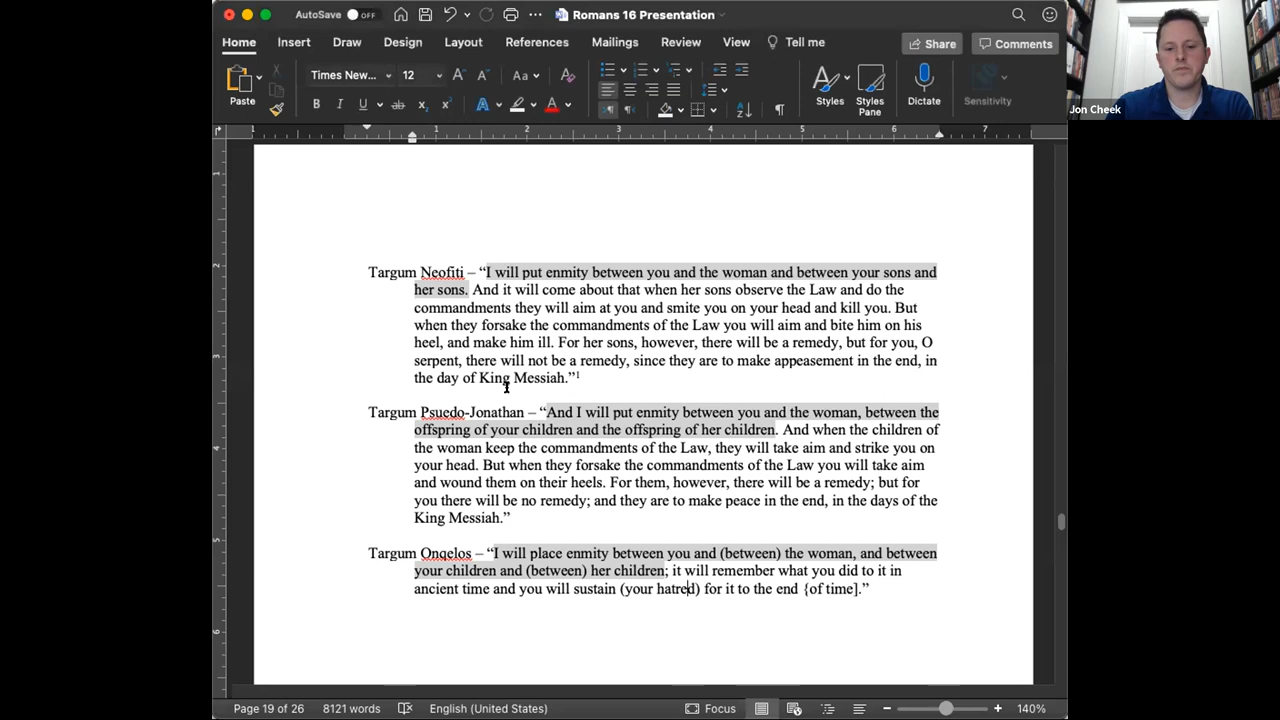 AutoSave OFF
Romans 16 Presentation
Home Insert Draw Design Layout References Mailings Review View Tell me Share Comments
Times New... 12
Paste
Styles
Styles Pane
Dictate
Sensitivity
Jon Cheek
1 1 2 3 4 5 6 7
Targum Neofiti – “I will put enmity between you and the woman and between your sons and
her sons. And it will come about that when her sons observe the Law and do the
commandments they will aim at you and smite you on your head and kill you. But
when they forsake the commandments of the Law you will aim and bite him on his
heel, and make him ill. For her sons, however, there will be a remedy, but for you, O
serpent, there will not be a remedy, since they are to make appeasement in the end, in
the day of King Messiah.”1
Targum Psuedo-Jonathan – “And I will put enmity between you and the woman, between the
offspring of your children and the offspring of her children. And when the children of
the woman keep the commandments of the Law, they will take aim and strike you on
your head. But when they forsake the commandments of the Law you will take aim
and wound them on their heels. For them, however, there will be a remedy; but for
you there will be no remedy; and they are to make peace in the end, in the days of the
King Messiah.”
Targum Onqelos – “I will place enmity between you and (between) the woman, and between
your children and (between) her children; it will remember what you did to it in
ancient time and you will sustain (your hatred) for it to the end {of time].”
Page 19 of 26 8121 words English (United States) Focus 140%